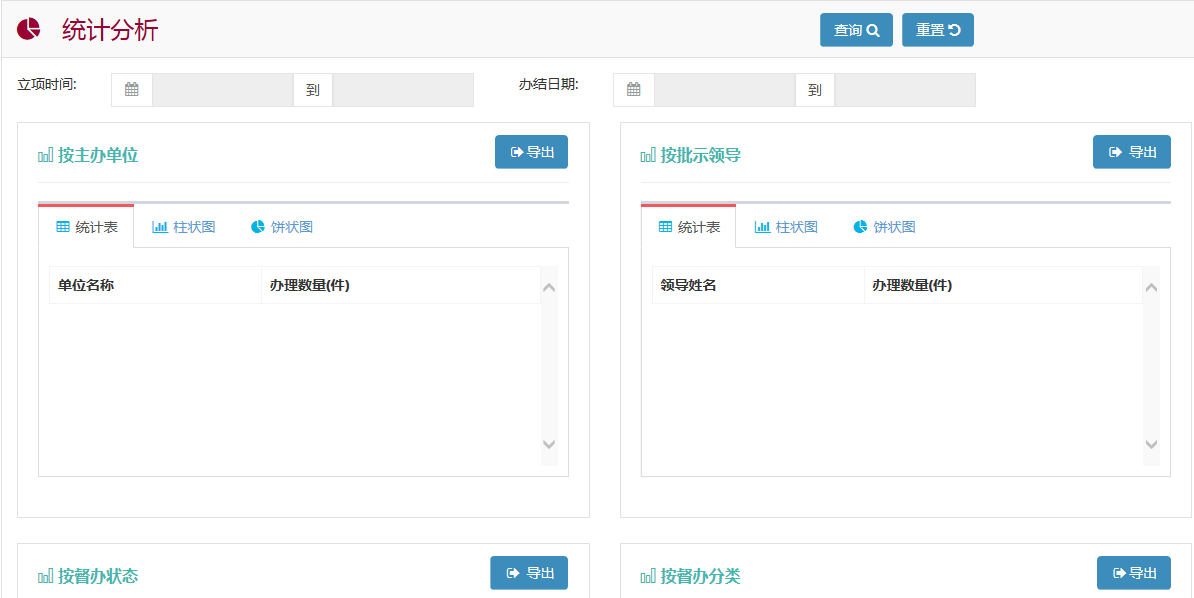 统计分析
查询 重置
立项时间: 到 办结日期: 到
按主办单位 导出
统计表 柱状图 饼状图
单位名称 办理数量(件)
按批示领导 导出
统计表 柱状图 饼状图
领导姓名 办理数量(件)
按督办状态 导出
按督办分类 导出